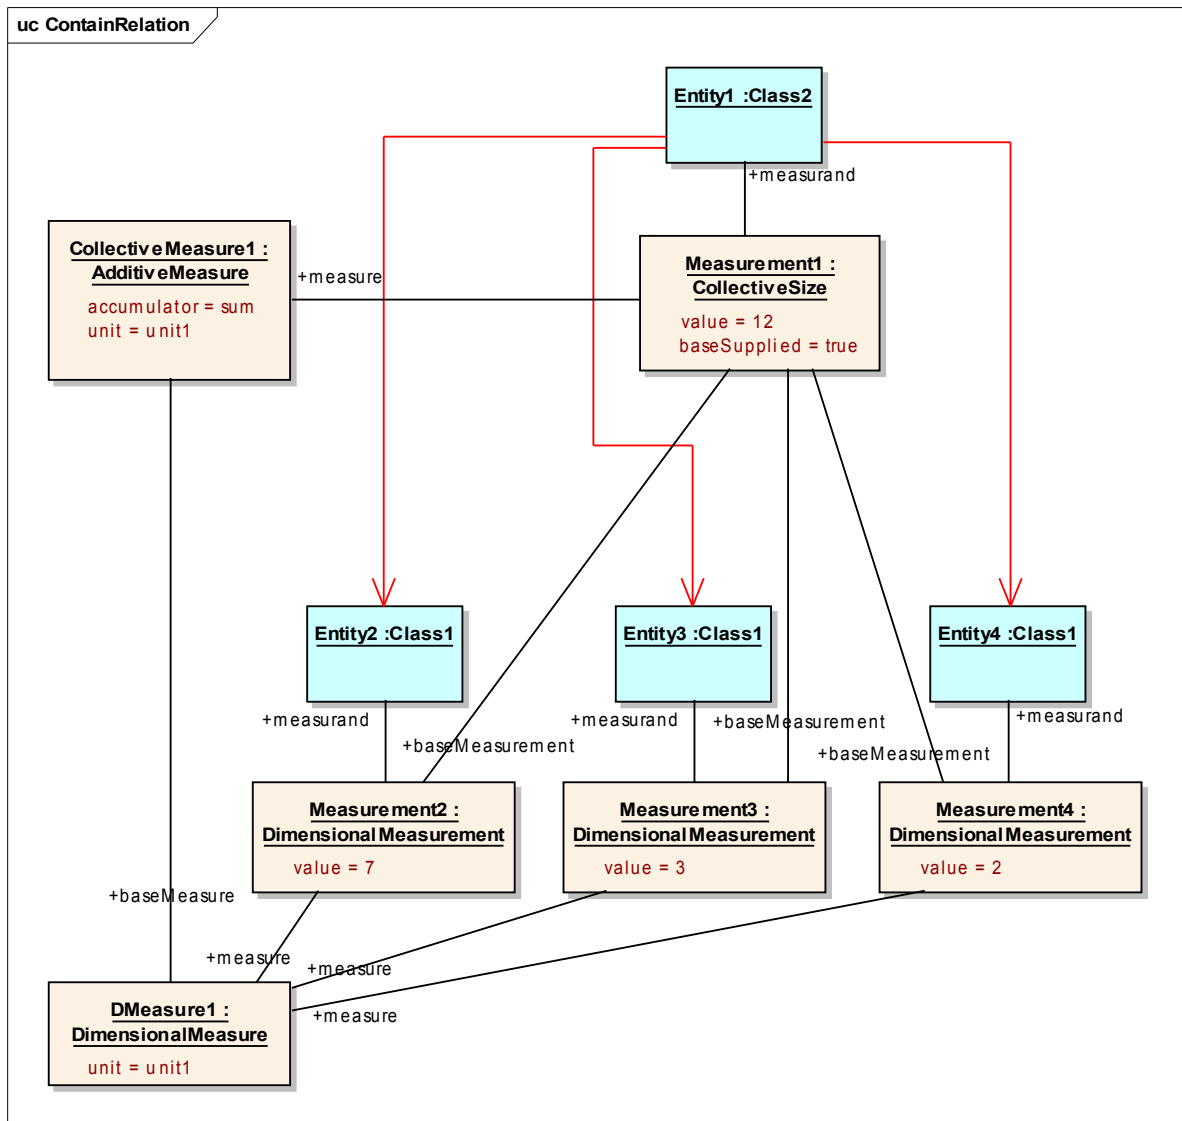 uc ContainRelation
Entity1 :Class2
+measurand
CollectiveMeasure1 :
AdditiveMeasure
accumulator = sum
unit = unit1
+measure
Measurement1 :
CollectiveSize
value = 12
baseSupplied = true
Entity2 :Class1
Entity3 :Class1
Entity4 :Class1
+measurand
+baseMeasurement
+measurand
+baseMeasurement
+measurand
+baseMeasurement
Measurement2 :
DimensionalMeasurement
value = 7
Measurement3 :
DimensionalMeasurement
value = 3
Measurement4 :
DimensionalMeasurement
value = 2
+baseMeasure
+measure
+measure
+measure
DMeasure1 :
DimensionalMeasure
unit = unit1